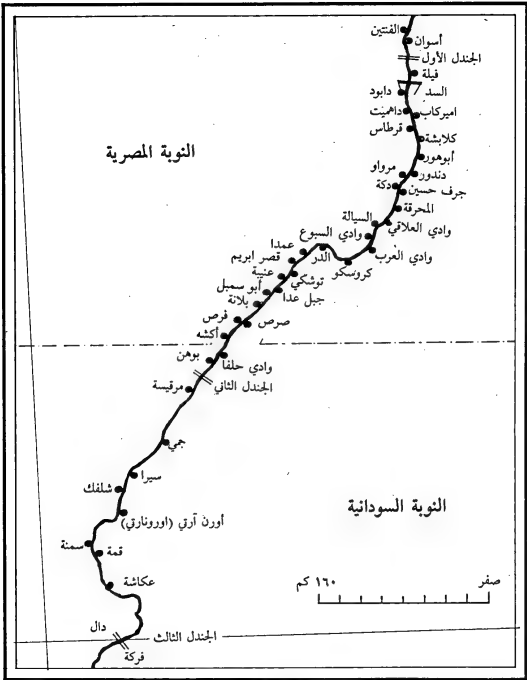 الفنتين
أسوان
الجندل الأول
فيلة
السد
دابود
داهميت
اميركاب
قرطاس
كلابشة
أبوهور
مرواو
دندور
دكة
جرف حسين
المحرقة
السيالة
وادي العلاقي
وادي السبوع
وادي العرب
النوبة المصرية
عمدا
الدر
كروسكو
قصر ابريم
عنيبة
توشكي
أبو سمبل
جبل عدا
بلانة
فرص
صرص
أكشه
بوهن
وادي حلفا
الجندل الثاني
مرقيسة
جمي
سيرا
شلفك
النوبة السودانية
أورن آرتي (اورونارتي)
سمنة
قمة
عكاشة
صفر
١٦٠ كم
دال
الجندل الثالث
فركة